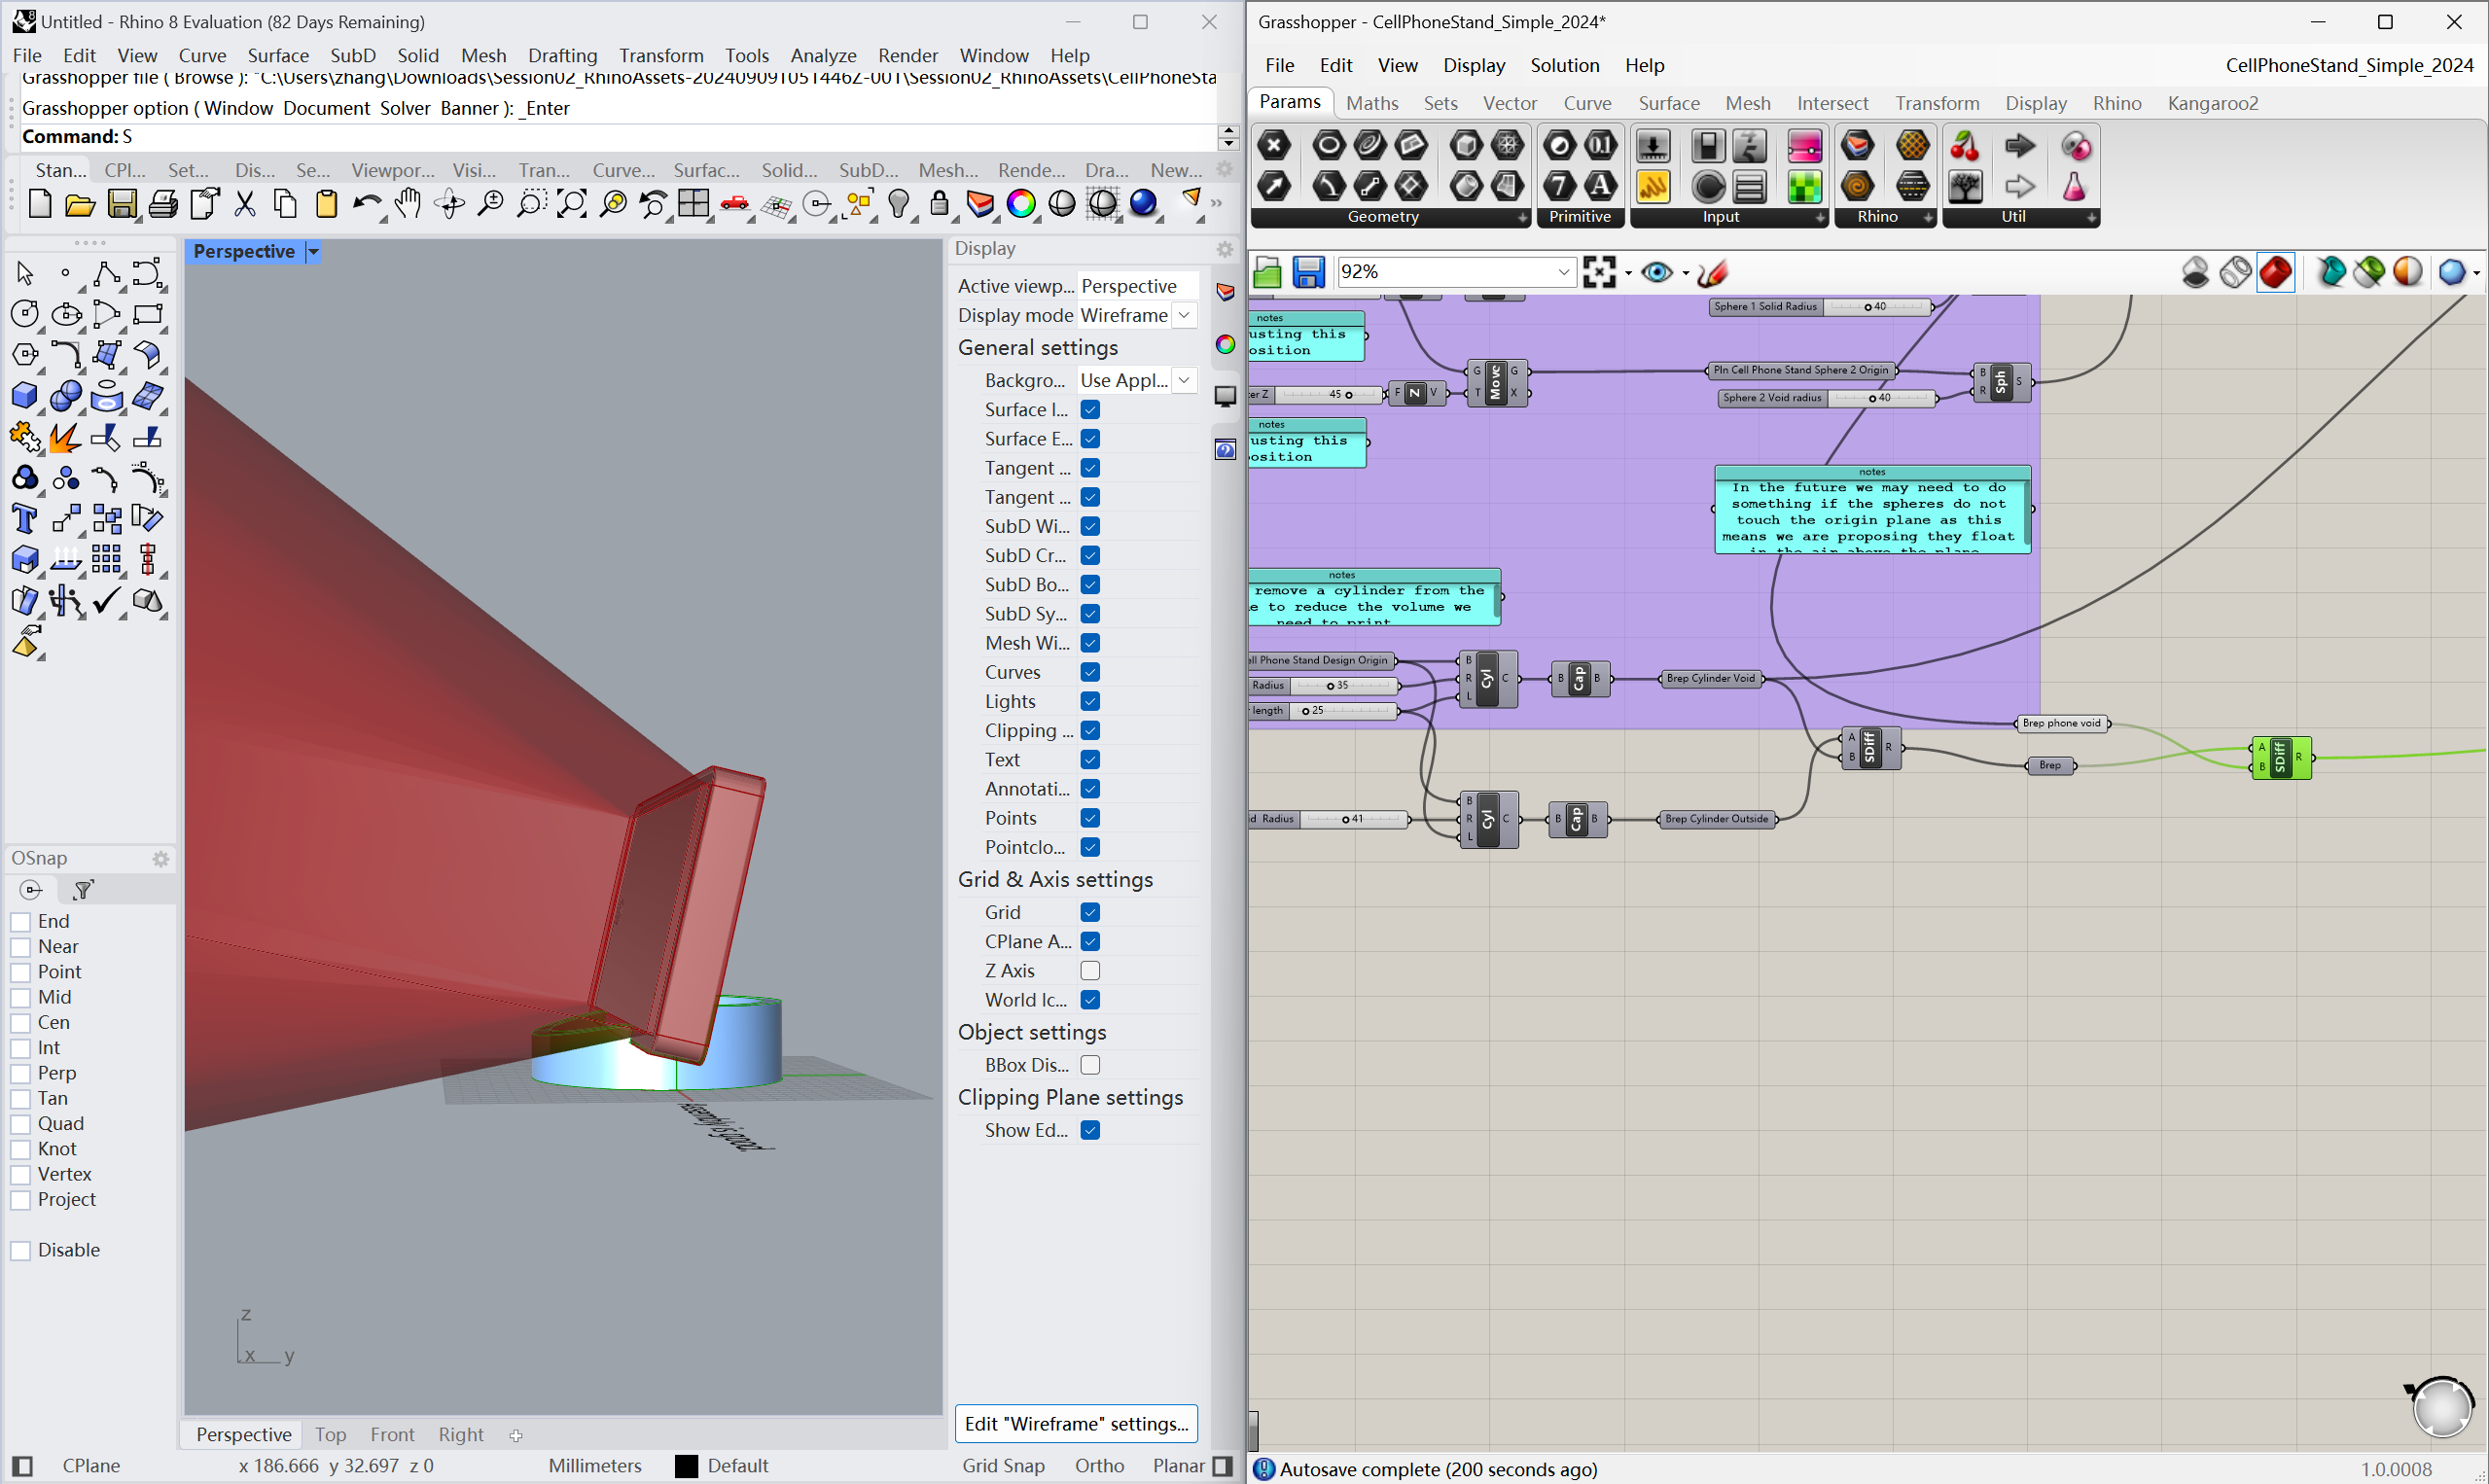 Untitled - Rhino 8 Evaluation (82 Days Remaining)
File Edit View Curve Surface SubD Solid Mesh Drafting Transform Tools Analyze Render Window Help
Grasshopper file ( Browse ): "C:\Users\zhang\Downloads\Session02_RhinoAssets-20240909T051446Z-001\Session02_RhinoAssets\CellPhoneSta
Grasshopper option ( Window Document Solver Banner ): _Enter
Command: S
Stan... CPl... Set... Dis... Se... Viewpor... Visi... Tran... Curve... Surfac... Solid... SubD... Mesh... Rende... Dra... New...
Perspective
Display
Active viewp... Perspective
Display mode Wireframe
General settings
Backgro... Use Appl...
Surface I...
Surface E...
Tangent ...
Tangent ...
SubD Wi...
SubD Cr...
SubD Bo...
SubD Sy...
Mesh Wi...
Curves
Lights
Clipping ...
Text
Annotati...
Points
Pointclo...
Grid & Axis settings
Grid
CPlane A...
Z Axis
World Ic...
Object settings
BBox Dis...
Clipping Plane settings
Show Ed...
Edit "Wireframe" settings...
OSnap
End
Near
Point
Mid
Cen
Int
Perp
Tan
Quad
Knot
Vertex
Project
Disable
Assembly is good
z
x y
Perspective Top Front Right
CPlane x 186.666 y 32.697 z 0 Millimeters Default Grid Snap Ortho Planar
Grasshopper - CellPhoneStand_Simple_2024*
File Edit View Display Solution Help CellPhoneStand_Simple_2024
Params Maths Sets Vector Curve Surface Mesh Intersect Transform Display Rhino Kangaroo2
Geometry Primitive Input Rhino Util
92%
Sphere 1 Solid Radius 40
notes
usting this
osition
G T Move G X
Pln Cell Phone Stand Sphere 2 Origin
B R Sph S
er Z 45
F Z V
Sphere 2 Void radius 40
notes
usting this
osition
notes
In the future we may need to do
something if the spheres do not
touch the origin plane as this
means we are proposing they float
in the air above the plane
notes
remove a cylinder from the
e to reduce the volume we
need to print
ell Phone Stand Design Origin
Radius 35
length 25
B R L Cyl C
B Cap B
Brep Cylinder Void
Brep phone void
A B SDiff R
Brep
A B SDiff R
id Radius 41
B R L Cyl C
B Cap B
Brep Cylinder Outside
Autosave complete (200 seconds ago)
1.0.0008